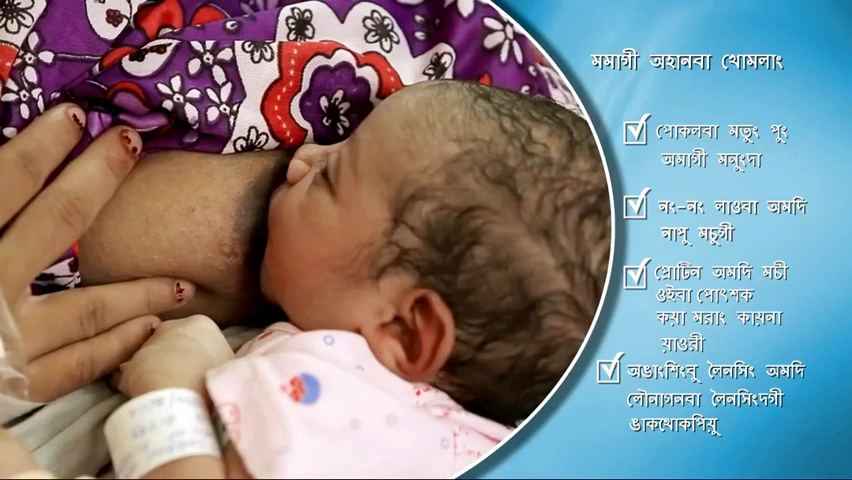 মমাগী অহানবা খোমলাং
পোকলবা মতুং পুং
অমাগী মনুংদা
নং-নং লাওবা অমদি
নাপু মচুগী
প্রোটিন অমদি মচী
ওইবা পোৎশক
কয়া মরাং কায়না
য়াওরী
অঙাংশিংবু লৈনসিং অমদি
লৌনাগনবা লৈনসিংদগী
ঙাকথোকপিয়ু